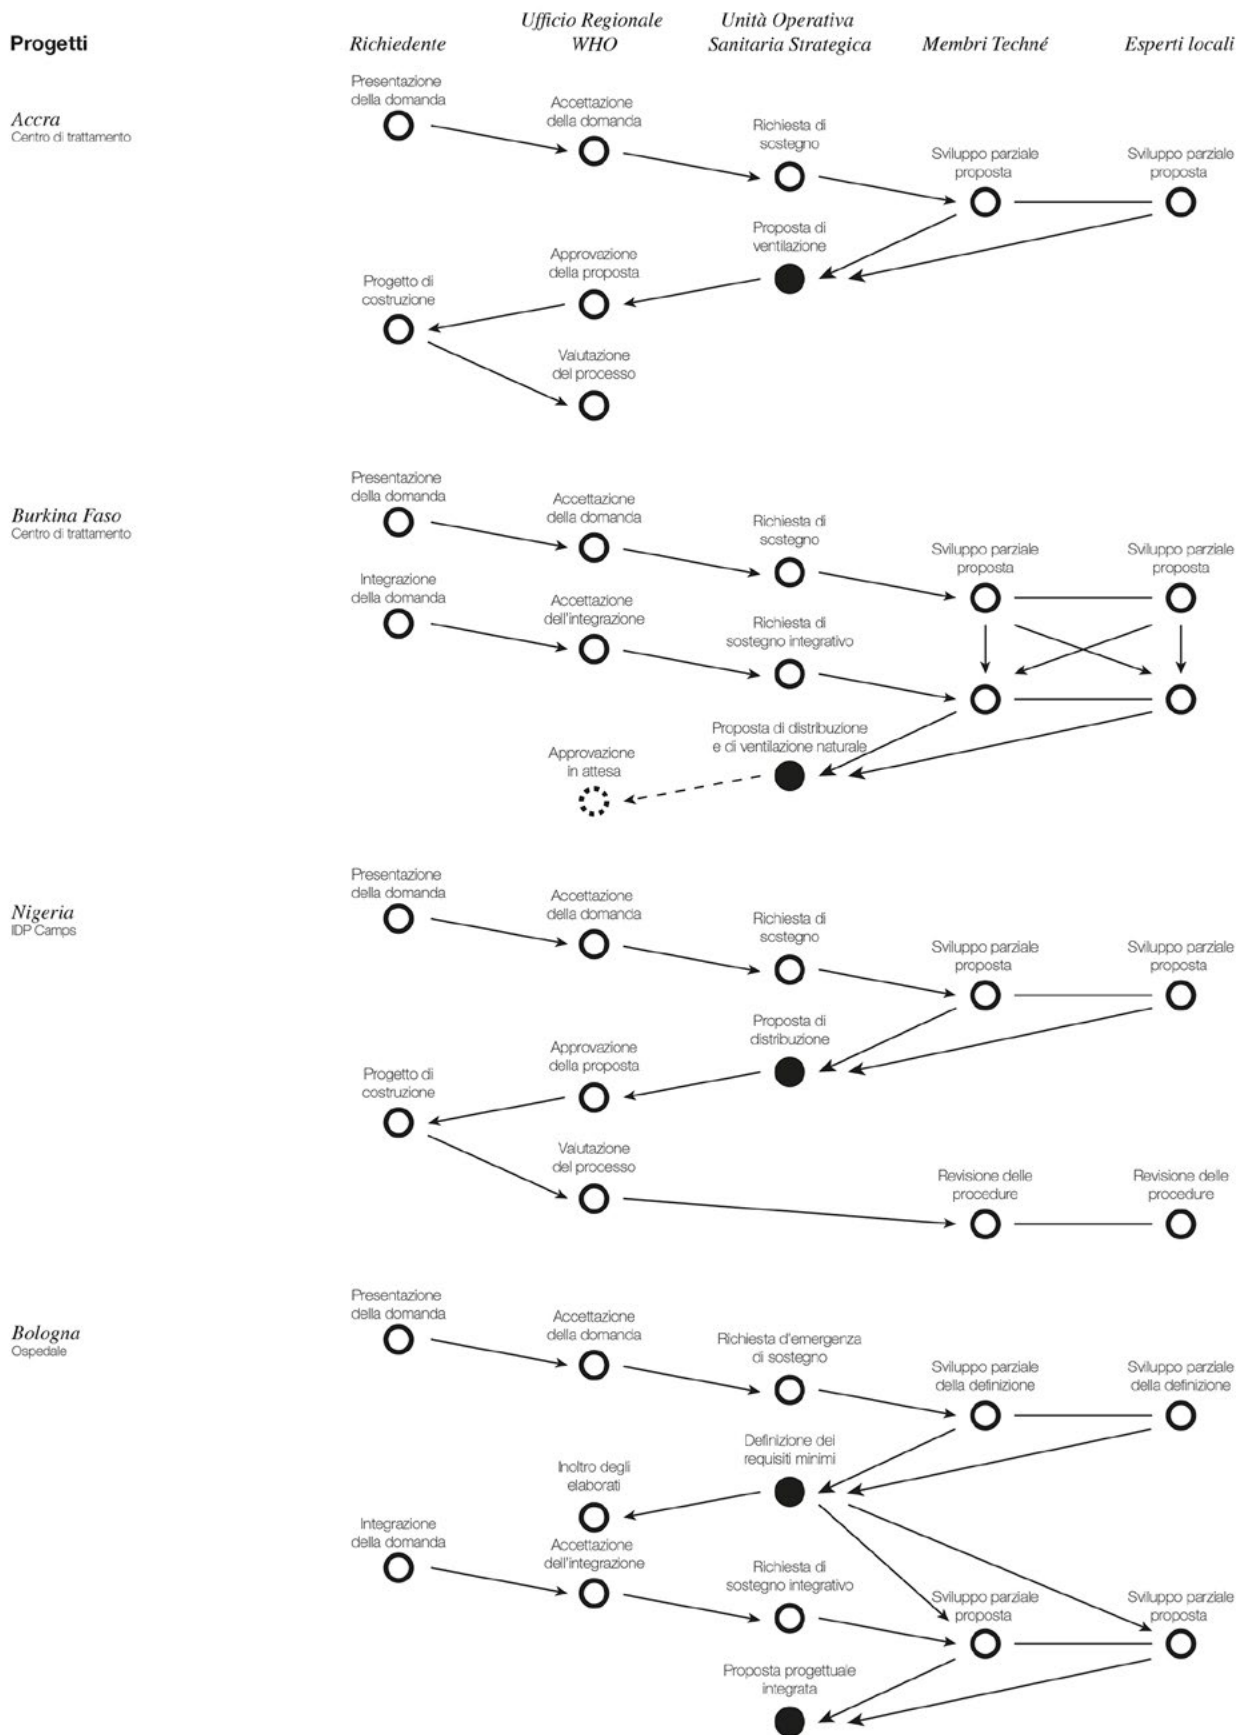 Progetti
Richiedente
Ufficio Regionale
WHO
Unità Operativa
Sanitaria Strategica
Membri Techné
Esperti locali
Accra
Centro di trattamento
Presentazione
della domanda
Accettazione
della domanda
Richiesta di
sostegno
Sviluppo parziale
proposta
Sviluppo parziale
proposta
Proposta di
ventilazione
Approvazione
della proposta
Progetto di
costruzione
Valutazione
del processo
Burkina Faso
Centro di trattamento
Presentazione
della domanda
Accettazione
della domanda
Richiesta di
sostegno
Sviluppo parziale
proposta
Sviluppo parziale
proposta
Integrazione
della domanda
Accettazione
dell'integrazione
Richiesta di
sostegno integrativo
Proposta di distribuzione
e di ventilazione naturale
Approvazione
in attesa
Nigeria
IDP Camps
Presentazione
della domanda
Accettazione
della domanda
Richiesta di
sostegno
Sviluppo parziale
proposta
Sviluppo parziale
proposta
Proposta di
distribuzione
Approvazione
della proposta
Progetto di
costruzione
Valutazione
del processo
Revisione delle
procedure
Revisione delle
procedure
Bologna
Ospedale
Presentazione
della domanda
Accettazione
della domanda
Richiesta d'emergenza
di sostegno
Sviluppo parziale
della definizione
Sviluppo parziale
della definizione
Definizione dei
requisiti minimi
Inoltro degli
elaborati
Integrazione
della domanda
Accettazione
dell'integrazione
Richiesta di
sostegno integrativo
Sviluppo parziale
proposta
Sviluppo parziale
proposta
Proposta progettuale
integrata